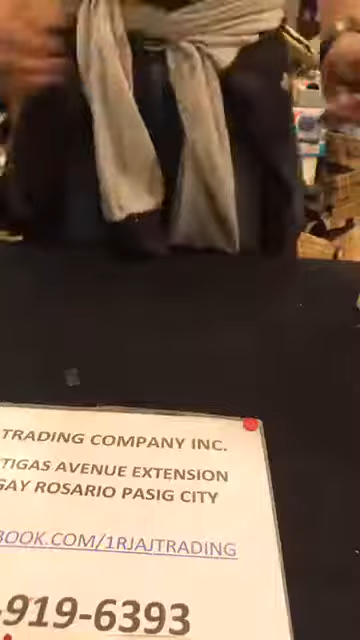 TRADING COMPANY INC.
TIGAS AVENUE EXTENSION
GAY ROSARIO PASIG CITY
BOOK.COM/1RJAJTRADING
-919-6393